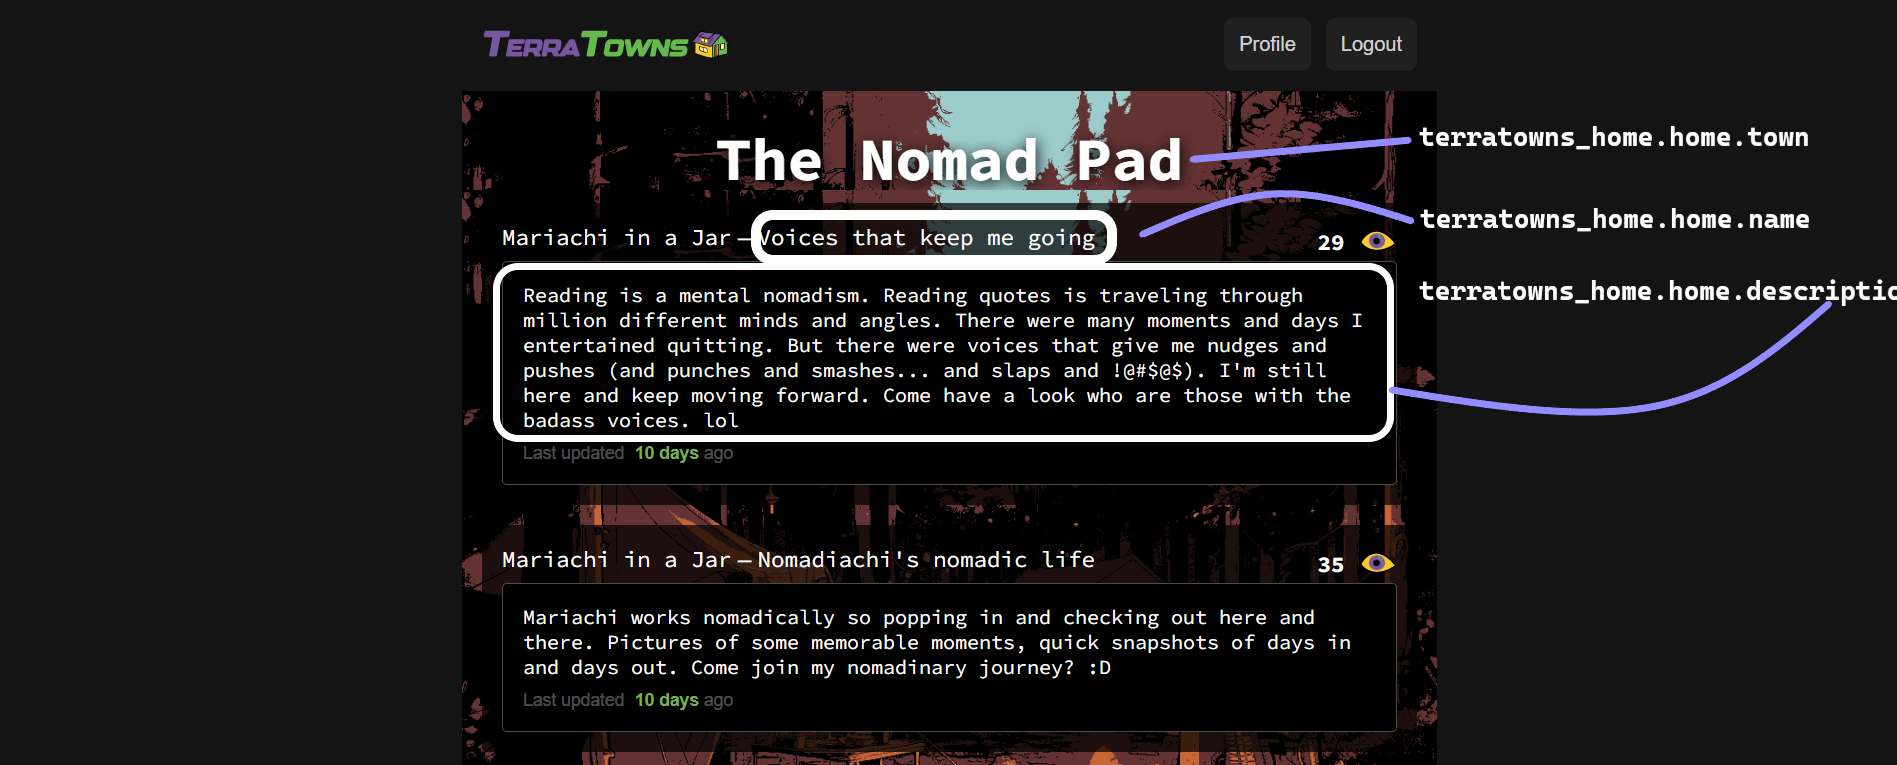 TERRATOWNS
Profile
Logout
The Nomad Pad
terratowns_home.home.town
Mariachi in a Jar — Voices that keep me going
29
terratowns_home.home.name
terratowns_home.home.descriptio
Reading is a mental nomadism. Reading quotes is traveling through
million different minds and angles. There were many moments and days I
entertained quitting. But there were voices that give me nudges and
pushes (and punches and smashes... and slaps and !@#$@$). I'm still
here and keep moving forward. Come have a look who are those with the
badass voices. lol
Last updated 10 days ago
Mariachi in a Jar — Nomadiachi's nomadic life
35
Mariachi works nomadically so popping in and checking out here and
there. Pictures of some memorable moments, quick snapshots of days in
and days out. Come join my nomadinary journey? :D
Last updated 10 days ago